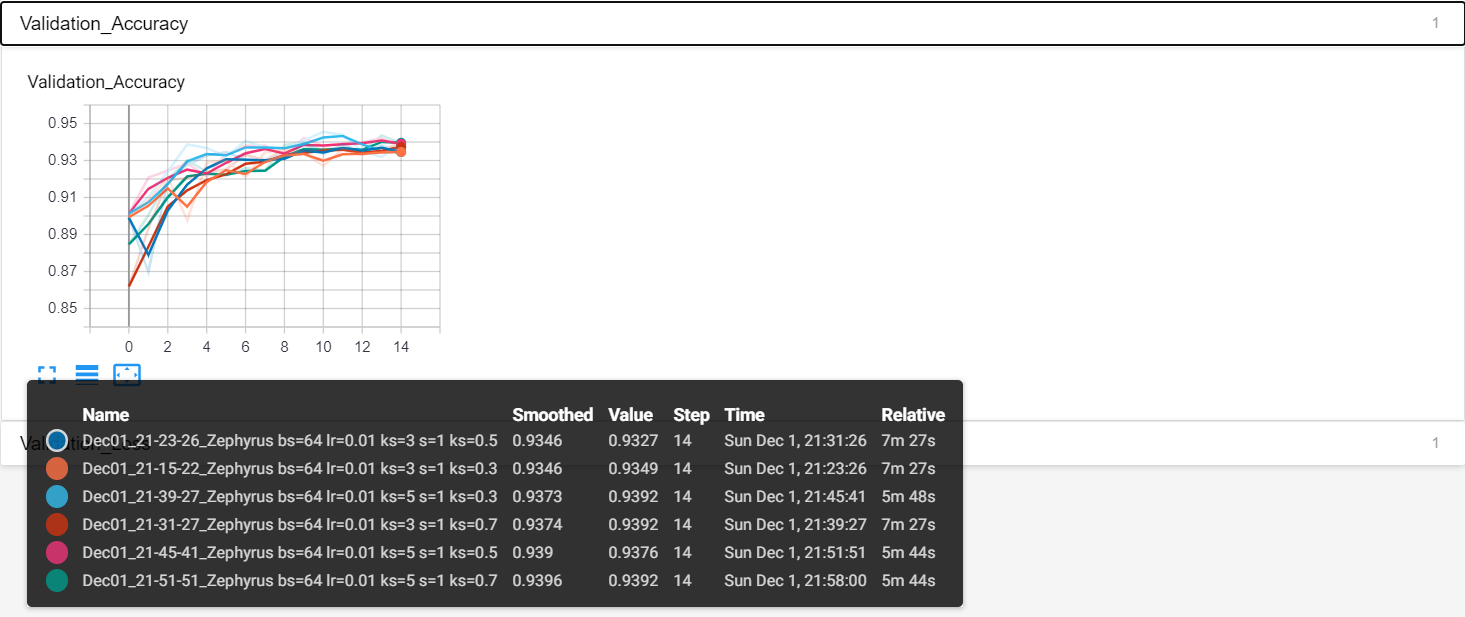 Validation_Accuracy 1
Validation_Accuracy
0.95
0.93
0.91
0.89
0.87
0.85
0 2 4 6 8 10 12 14
Name Smoothed Value Step Time Relative
Dec01_21-23-26_Zephyrus bs=64 lr=0.01 ks=3 s=1 ks=0.5 0.9346 0.9327 14 Sun Dec 1, 21:31:26 7m 27s
Validation_Loss 1
Dec01_21-15-22_Zephyrus bs=64 lr=0.01 ks=3 s=1 ks=0.3 0.9346 0.9349 14 Sun Dec 1, 21:23:26 7m 27s
Dec01_21-39-27_Zephyrus bs=64 lr=0.01 ks=5 s=1 ks=0.3 0.9373 0.9392 14 Sun Dec 1, 21:45:41 5m 48s
Dec01_21-31-27_Zephyrus bs=64 lr=0.01 ks=3 s=1 ks=0.7 0.9374 0.9392 14 Sun Dec 1, 21:39:27 7m 27s
Dec01_21-45-41_Zephyrus bs=64 lr=0.01 ks=5 s=1 ks=0.5 0.939 0.9376 14 Sun Dec 1, 21:51:51 5m 44s
Dec01_21-51-51_Zephyrus bs=64 lr=0.01 ks=5 s=1 ks=0.7 0.9396 0.9392 14 Sun Dec 1, 21:58:00 5m 44s